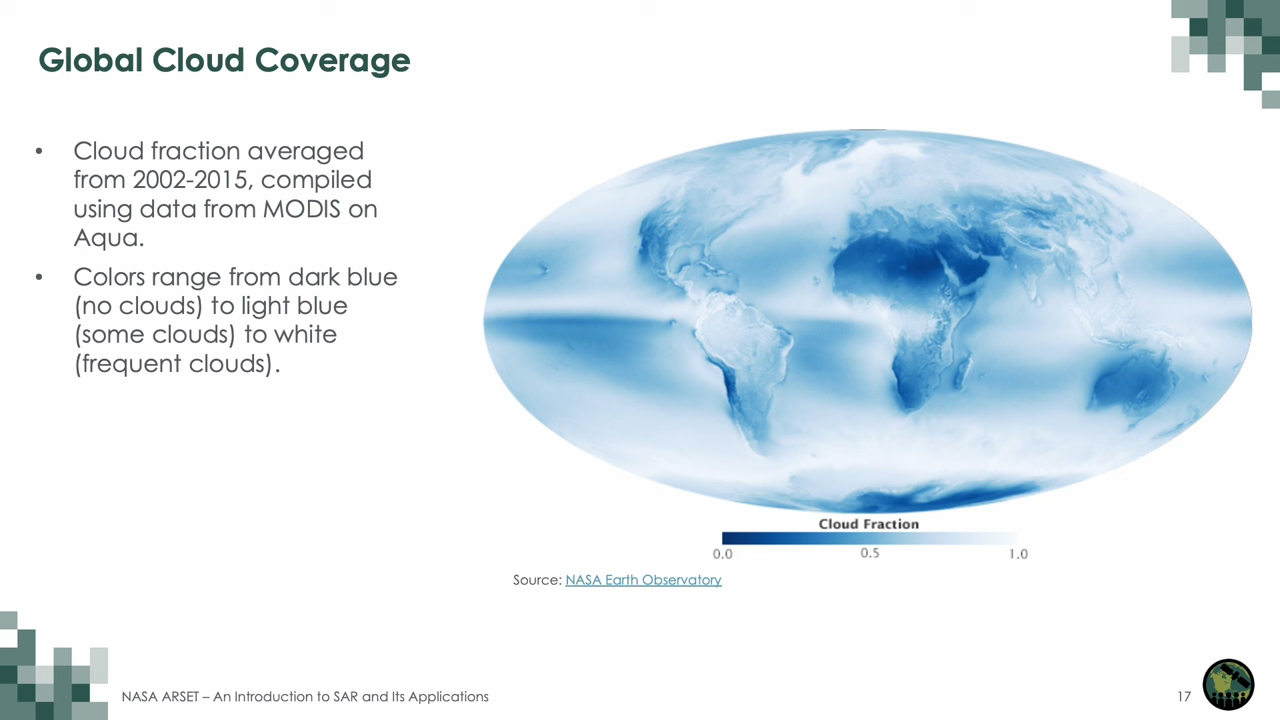 Global Cloud Coverage
• Cloud fraction averaged
from 2002-2015, compiled
using data from MODIS on
Aqua.
• Colors range from dark blue
(no clouds) to light blue
(some clouds) to white
(frequent clouds).
Cloud Fraction
0.0 0.5 1.0
Source: NASA Earth Observatory
NASA ARSET – An Introduction to SAR and Its Applications
17